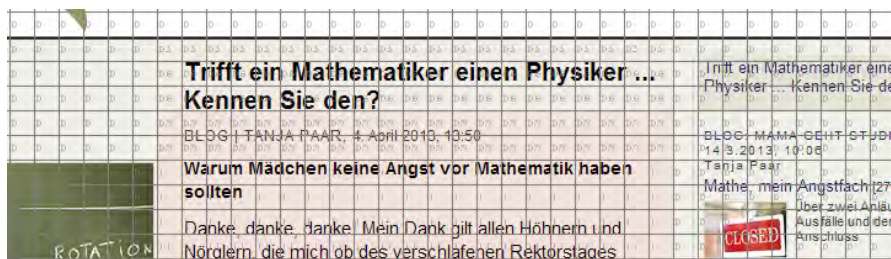 Trifft ein Mathematiker einen Physiker ...
Kennen Sie den?
BLOG | TANJA PAAR, 4. April 2013, 13:50
Warum Mädchen keine Angst vor Mathematik haben
sollten
Danke, danke, danke! Mein Dank gilt allen Höhnern und
Nörglern, die mich ob des verschlafenen Rektorstages
ROTATION
Trifft ein Mathematiker eine
Physiker ... Kennen Sie de
BLOG: MAMA GEHT STUDI
14.3.2013, 10:06
Tanja Paar
Mathe, mein Angstfach [27
Über zwei Anläu
Ausfälle und den
Anschluss
CLOSED